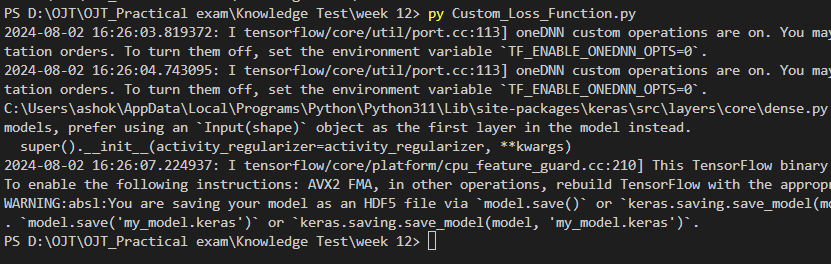 PS D:\OJT\OJT_Practical exam\Knowledge Test\week 12> py Custom_Loss_Function.py
2024-08-02 16:26:03.819372: I tensorflow/core/util/port.cc:113] oneDNN custom operations are on. You may
tation orders. To turn them off, set the environment variable `TF_ENABLE_ONEDNN_OPTS=0`.
2024-08-02 16:26:04.743095: I tensorflow/core/util/port.cc:113] oneDNN custom operations are on. You may
tation orders. To turn them off, set the environment variable `TF_ENABLE_ONEDNN_OPTS=0`.
C:\Users\ashok\AppData\Local\Programs\Python\Python311\Lib\site-packages\keras\src\layers\core\dense.py
models, prefer using an `Input(shape)` object as the first layer in the model instead.
  super().__init__(activity_regularizer=activity_regularizer, **kwargs)
2024-08-02 16:26:07.224937: I tensorflow/core/platform/cpu_feature_guard.cc:210] This TensorFlow binary
To enable the following instructions: AVX2 FMA, in other operations, rebuild TensorFlow with the approp
WARNING:absl:You are saving your model as an HDF5 file via `model.save()` or `keras.saving.save_model(m
. `model.save('my_model.keras')` or `keras.saving.save_model(model, 'my_model.keras')`.
PS D:\OJT\OJT_Practical exam\Knowledge Test\week 12>